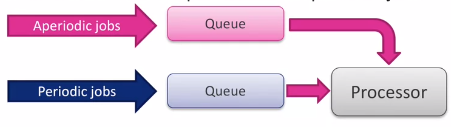 Aperiodic jobs
Queue
Periodic jobs
Queue
Processor